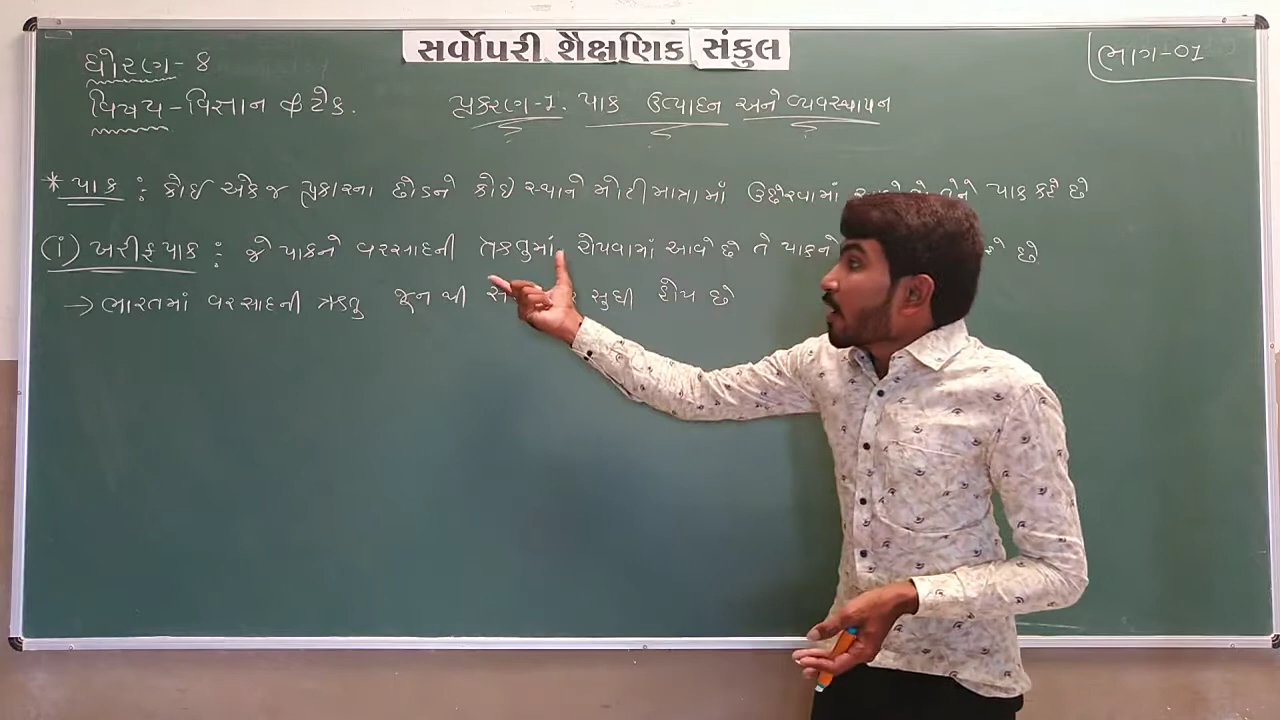 સર્વોપરી શૈક્ષણિક સંકુલ
ધોરણ-8
ભાગ-01
વિષય-વિજ્ઞાન & ટેક.
પ્રકરણ-1. પાક ઉત્પાદન અને વ્યવસ્થાપન
* પાક : કોઈ એક જ પ્રકારના છોડને કોઈ સ્થાને મોટી માત્રામાં ઉછેરવામાં તેને પાક કહે છે
(i) ખરીફ પાક : જે પાકને વરસાદની ઋતુમાં રોપવામાં આવે છે તે પાકને છે.
→ ભારતમાં વરસાદની ઋતુ જૂન થી સુધી હોય છે